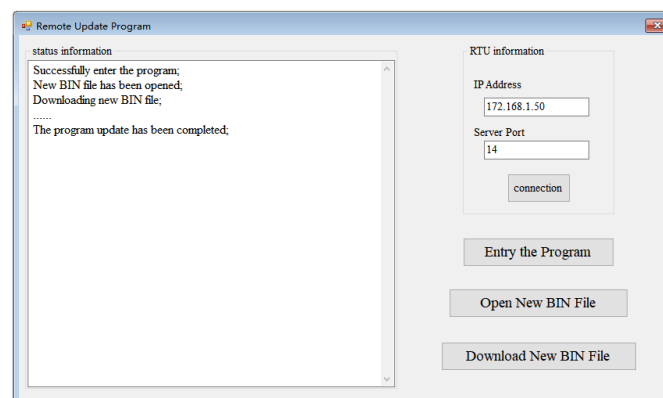 Remote Update Program
status information
Successfully enter the program;
New BIN file has been opened;
Downloading new BIN file;
......
The program update has been completed;
RTU information
IP Address
172.168.1.50
Server Port
14
connection
Entry the Program
Open New BIN File
Download New BIN File